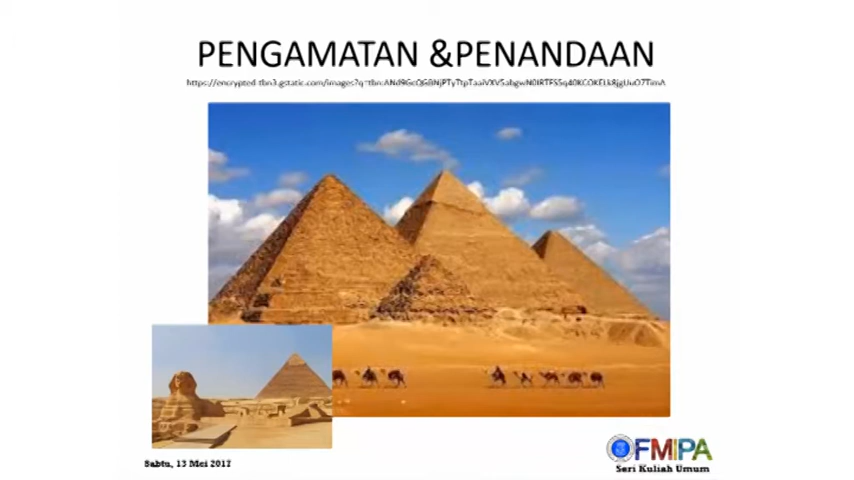 PENGAMATAN &PENANDAAN
Sabtu, 13 Mei 2017
FMIPA
Seri Kuliah Umum